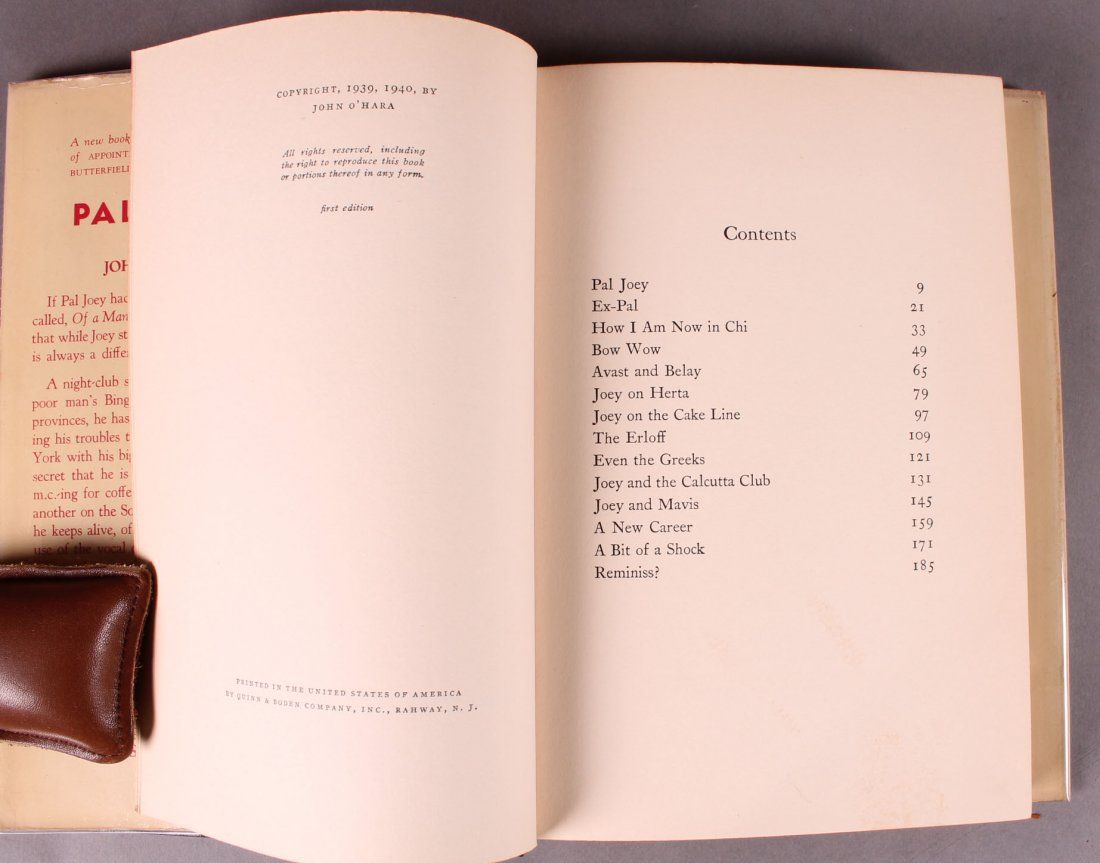 A new book
of APPOINT
BUTTERFIEL
PAL
JOH
If Pal Joey had
called, Of a Man
that while Joey st
is always a diffe
A night-club s
poor man's Bing
provinces, he has
ing his troubles t
York with his big
secret that he is
m.c.-ing for coffe
another on the So
he keeps alive, of
use of the vocal
COPYRIGHT, 1939, 1940, BY
JOHN O'HARA
All rights reserved, including
the right to reproduce this book
or portions thereof in any form.
first edition
PRINTED IN THE UNITED STATES OF AMERICA
BY QUINN & BODEN COMPANY, INC., RAHWAY, N. J.
Contents
Pal Joey 9
Ex-Pal 21
How I Am Now in Chi 33
Bow Wow 49
Avast and Belay 65
Joey on Herta 79
Joey on the Cake Line 97
The Erloff 109
Even the Greeks 121
Joey and the Calcutta Club 131
Joey and Mavis 145
A New Career 159
A Bit of a Shock 171
Reminiss? 185